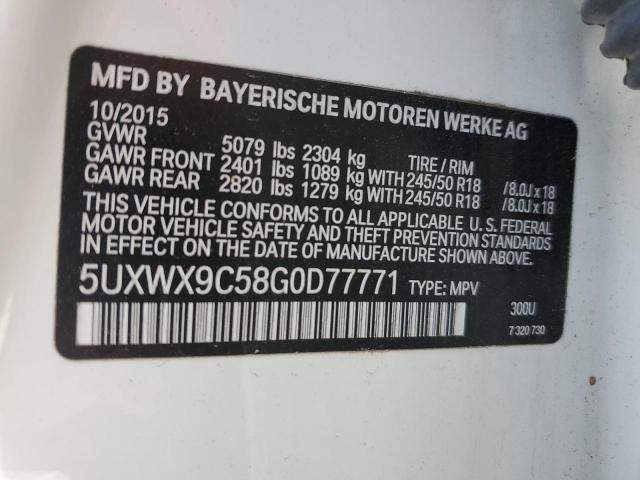 MFD BY BAYERISCHE MOTOREN WERKE AG
10/2015
GVWR 5079 lbs 2304 kg TIRE / RIM
GAWR FRONT 2401 lbs 1089 kg WITH 245/50 R18 /8.0J x 18
GAWR REAR 2820 lbs 1279 kg WITH 245/50 R18 /8.0J x 18
THIS VEHICLE CONFORMS TO ALL APPLICABLE U. S. FEDERAL
MOTOR VEHICLE SAFETY AND THEFT PREVENTION STANDARDS
IN EFFECT ON THE DATE OF MANUFACTURE SHOWN ABOVE.
5UXWX9C58G0D77771 TYPE: MPV
300U
7 320 730